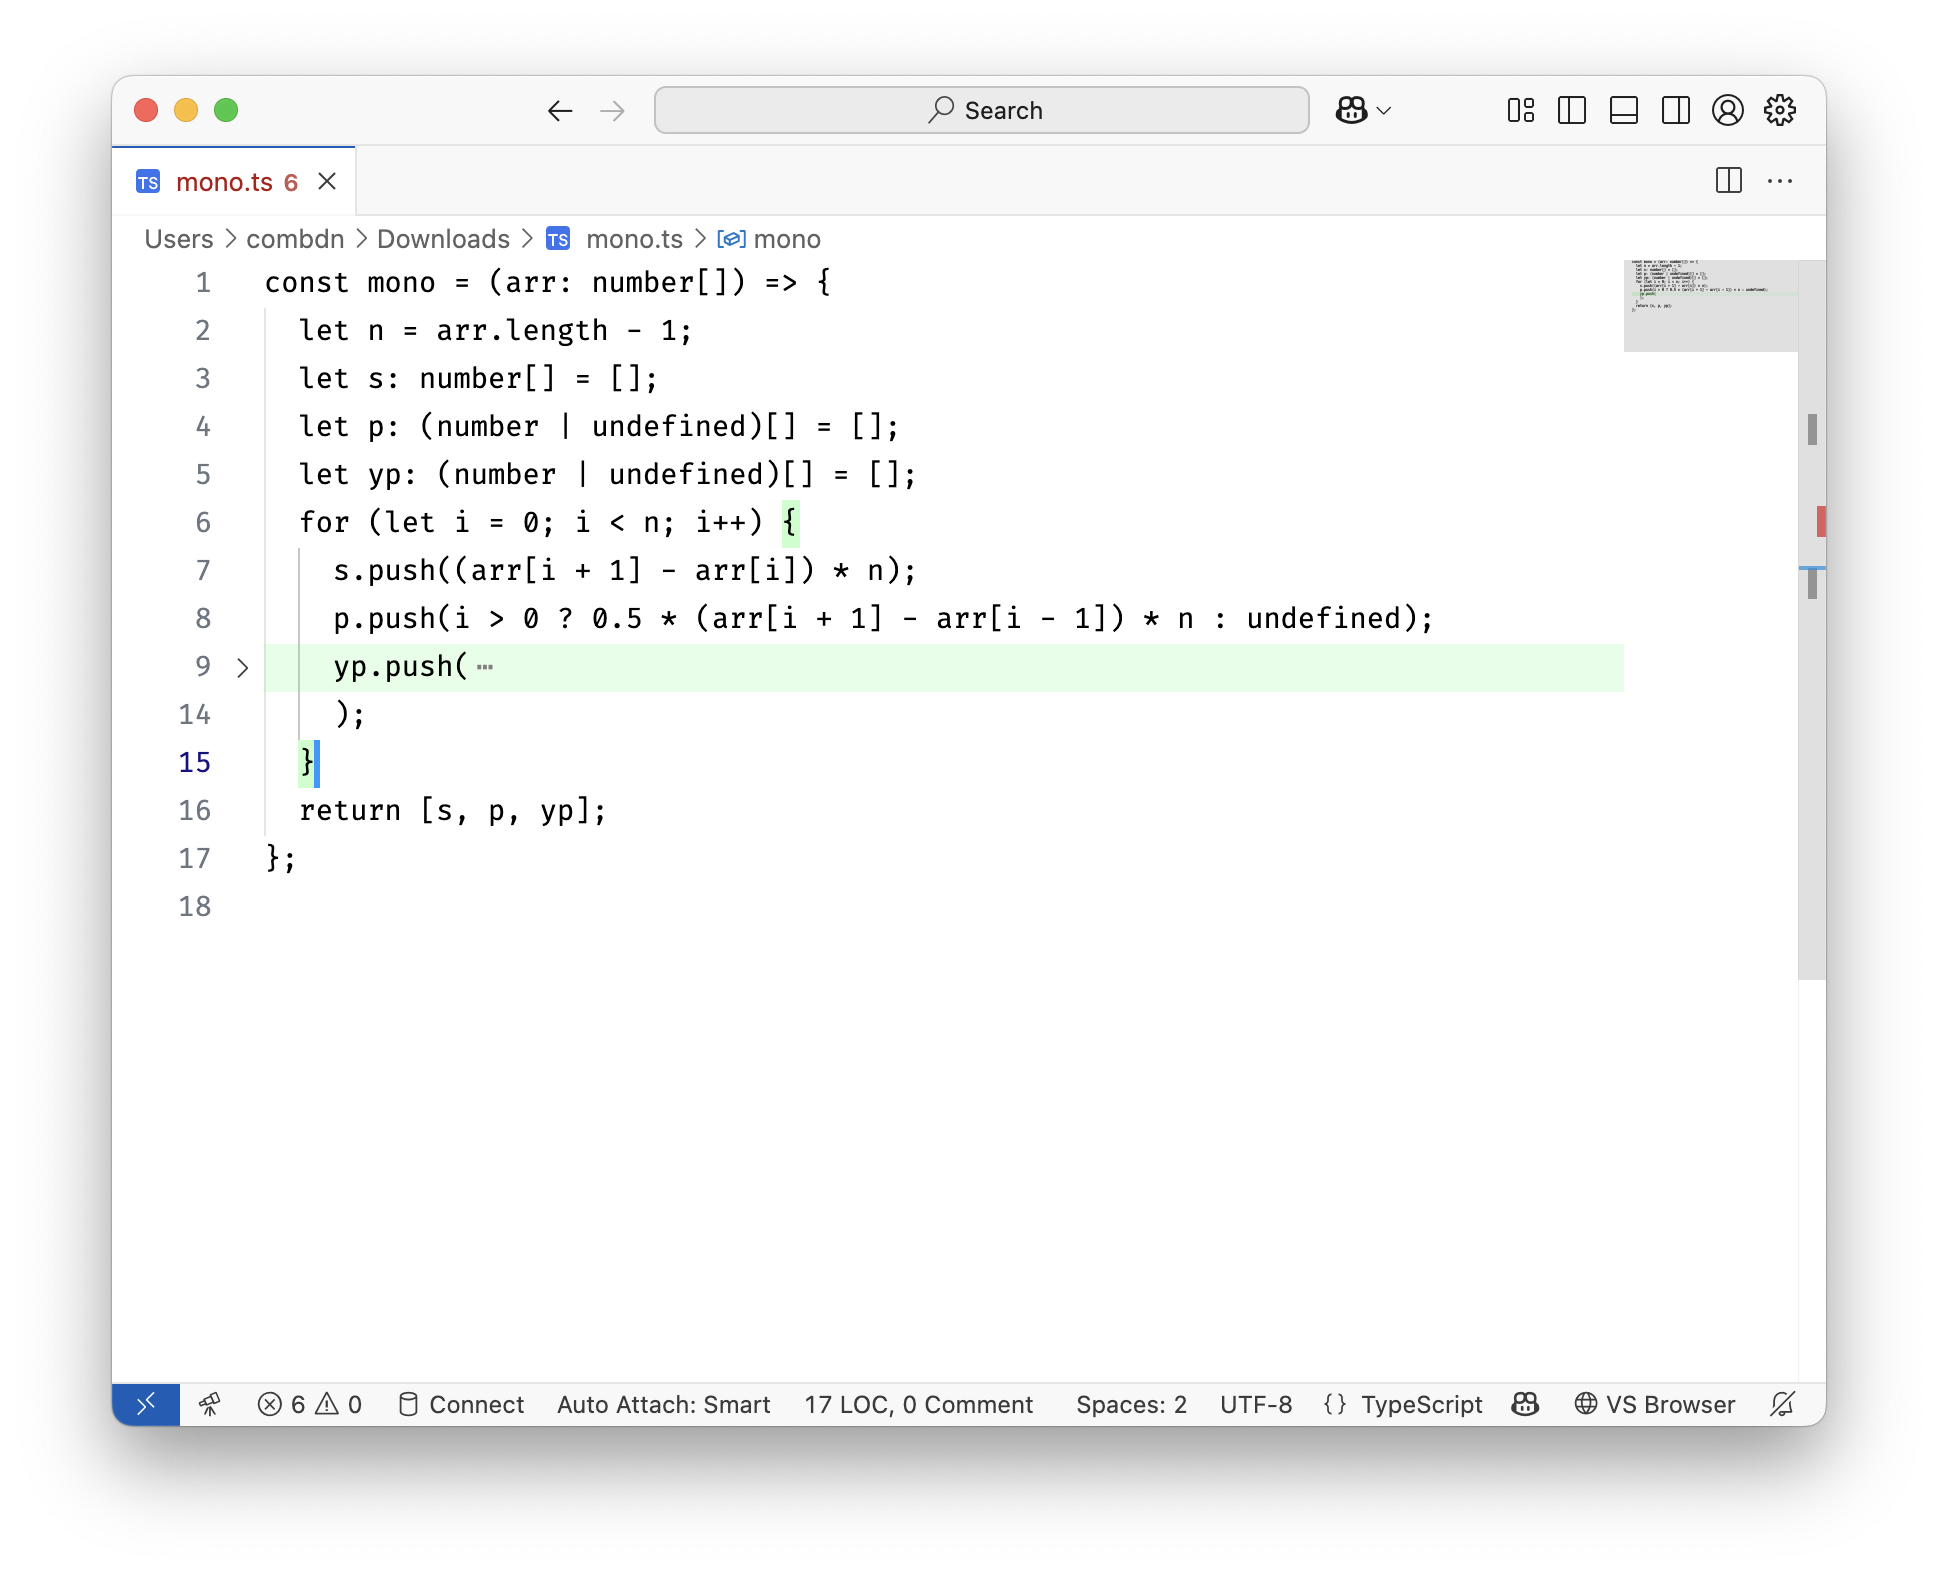 Search
TS mono.ts 6
Users > combdn > Downloads > TS mono.ts > mono
1 const mono = (arr: number[]) => {
2 let n = arr.length - 1;
3 let s: number[] = [];
4 let p: (number | undefined)[] = [];
5 let yp: (number | undefined)[] = [];
6 for (let i = 0; i < n; i++) {
7 s.push((arr[i + 1] - arr[i]) * n);
8 p.push(i > 0 ? 0.5 * (arr[i + 1] - arr[i - 1]) * n : undefined);
9 yp.push( ⋯
14 );
15 }
16 return [s, p, yp];
17 };
18
6 0 Connect Auto Attach: Smart 17 LOC, 0 Comment Spaces: 2 UTF-8 {} TypeScript VS Browser